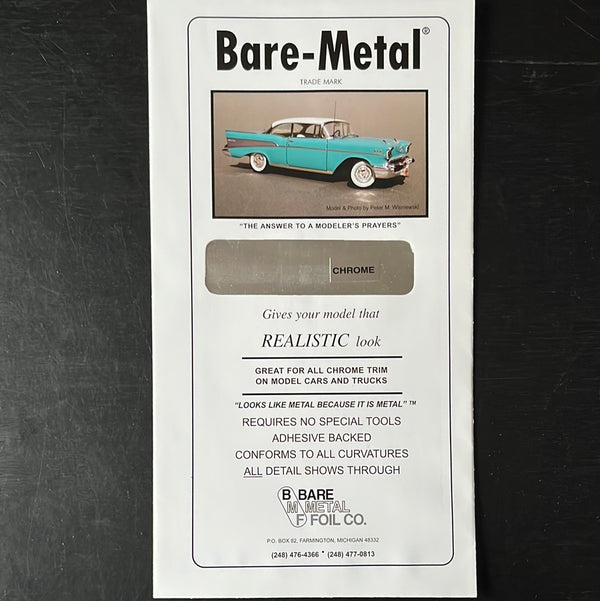 Bare-Metal®
TRADE MARK
Model & Photo by Peter M. Wisniewski
"THE ANSWER TO A MODELER'S PRAYERS"
CHROME
Gives your model that
REALISTIC look
GREAT FOR ALL CHROME TRIM
ON MODEL CARS AND TRUCKS
"LOOKS LIKE METAL BECAUSE IT IS METAL" ™
REQUIRES NO SPECIAL TOOLS
ADHESIVE BACKED
CONFORMS TO ALL CURVATURES
ALL DETAIL SHOWS THROUGH
B BARE
M METAL
F FOIL CO.
P.O. BOX 82, FARMINGTON, MICHIGAN 48332
(248) 476-4366 • (248) 477-0813